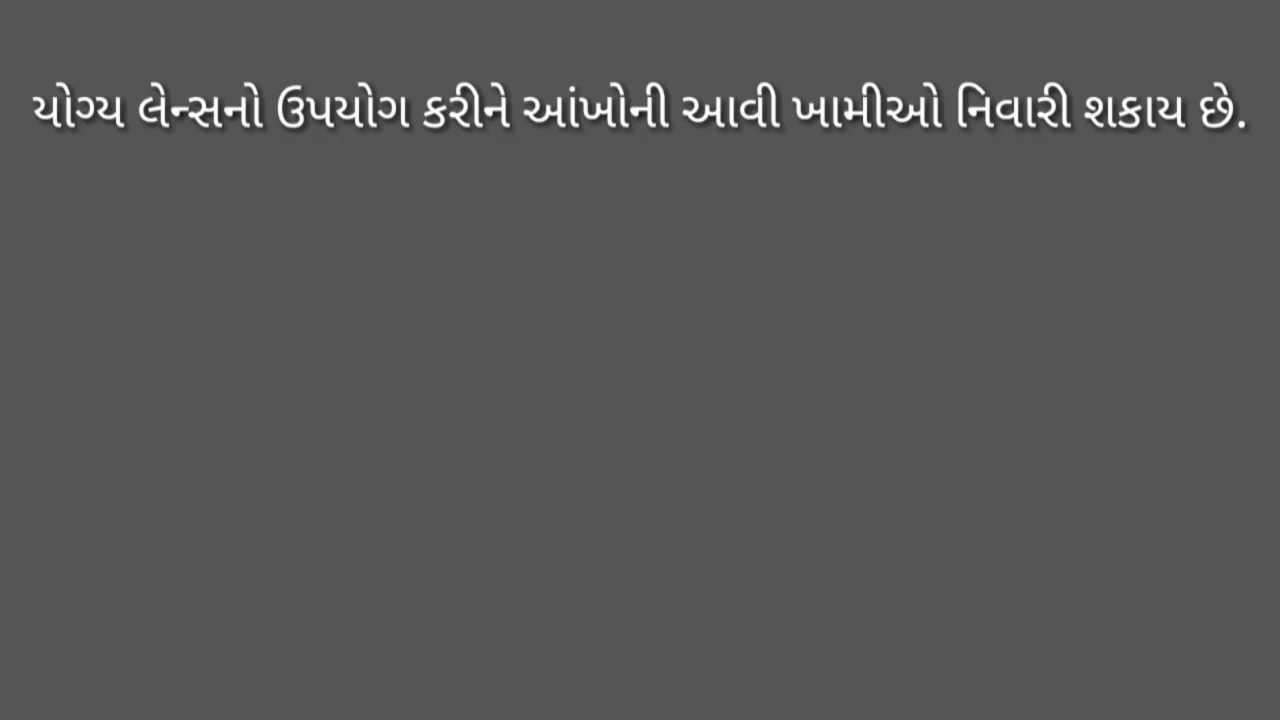 યોગ્ય લેન્સનો ઉપયોગ કરીને આંખોની આવી ખામીઓ નિવારી શકાય છે.